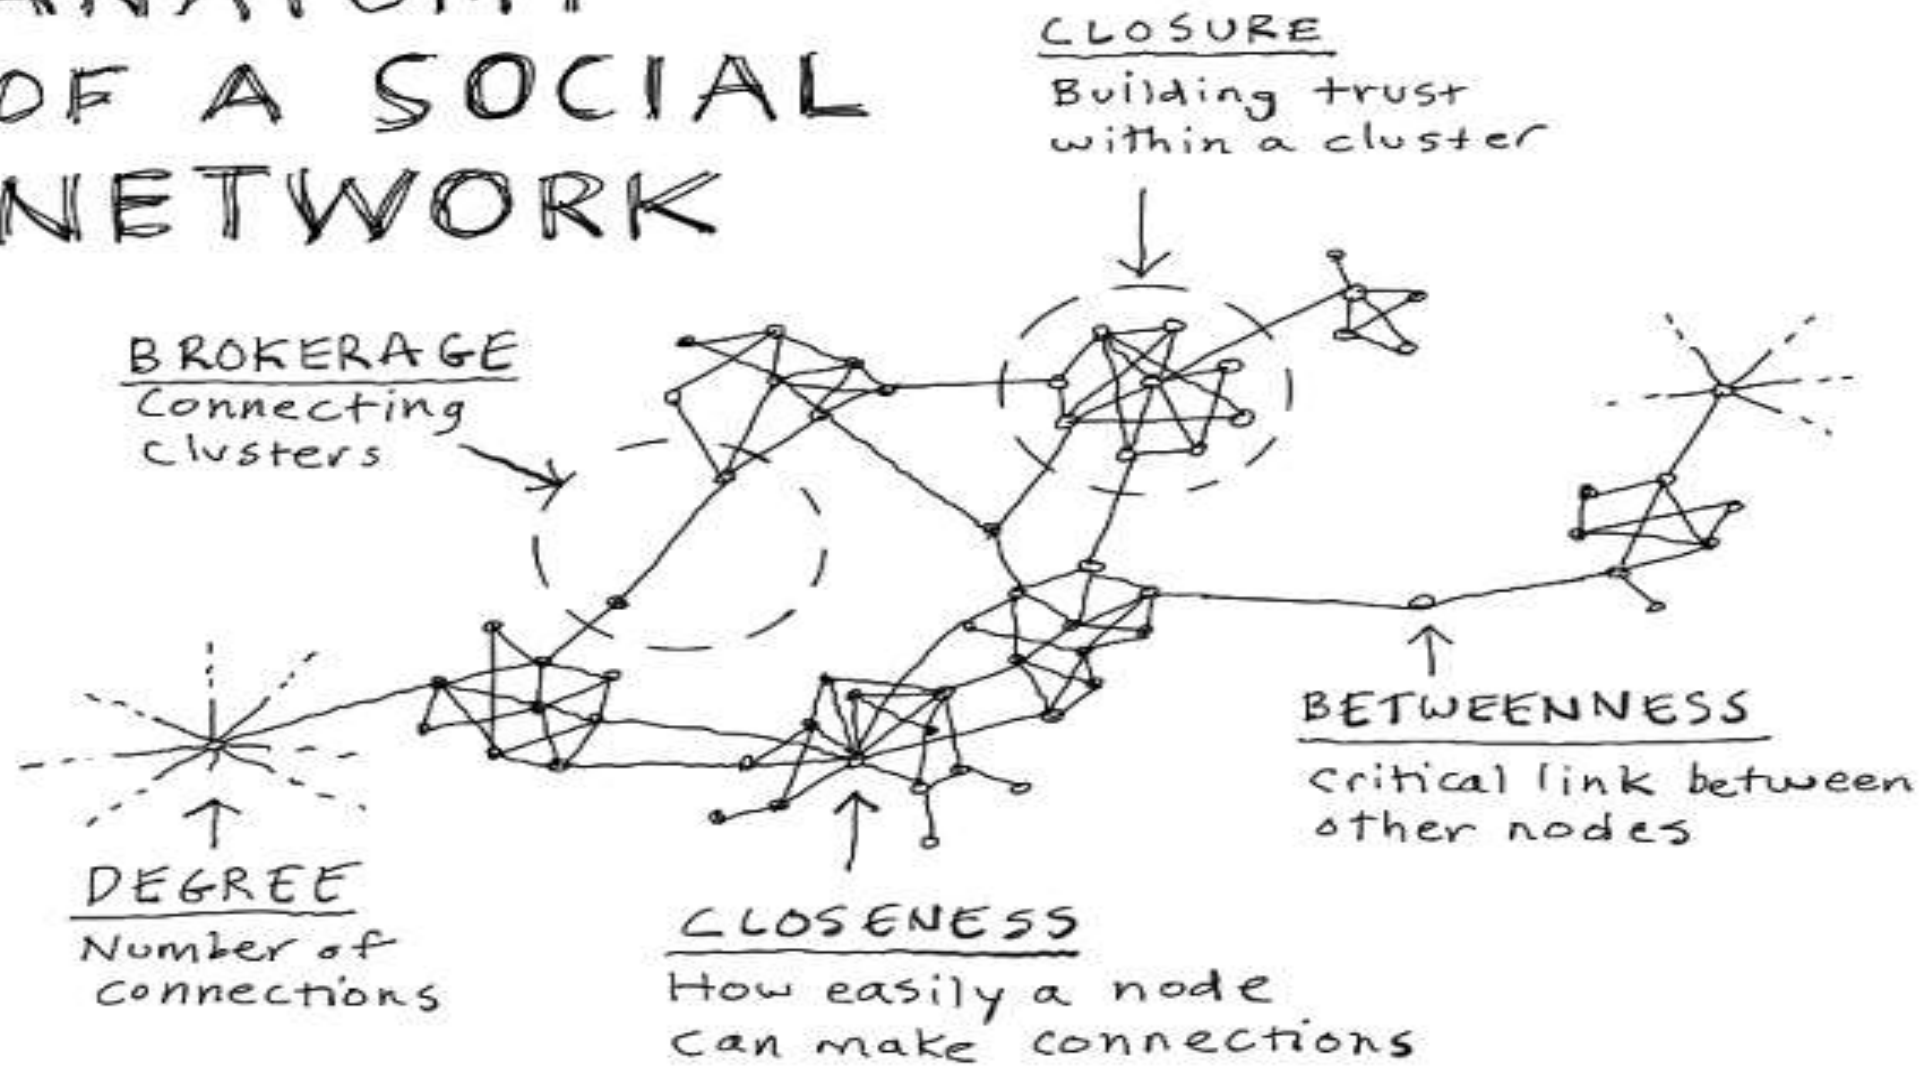 ANATOMY
OF A SOCIAL
NETWORK
CLOSURE
Building trust
within a cluster
BROKERAGE
Connecting
clusters
BETWEENNESS
Critical link between
other nodes
DEGREE
Number of
connections
CLOSENESS
How easily a node
can make connections